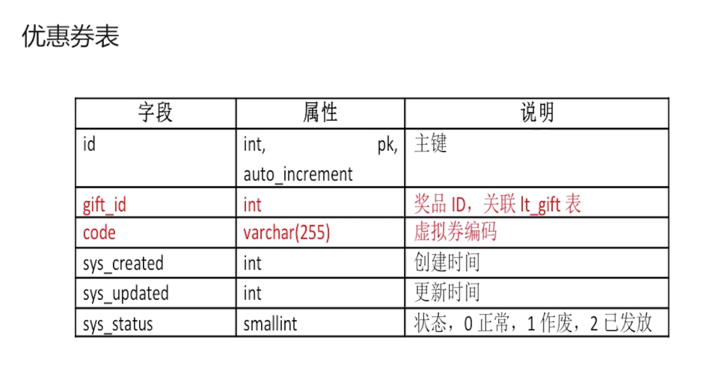 优惠券表
字段 属性 说明
id int, pk, 主键
auto_increment
gift_id int 奖品 ID，关联 lt_gift 表
code varchar(255) 虚拟券编码
sys_created int 创建时间
sys_updated int 更新时间
sys_status smallint 状态，0 正常，1 作废，2 已发放